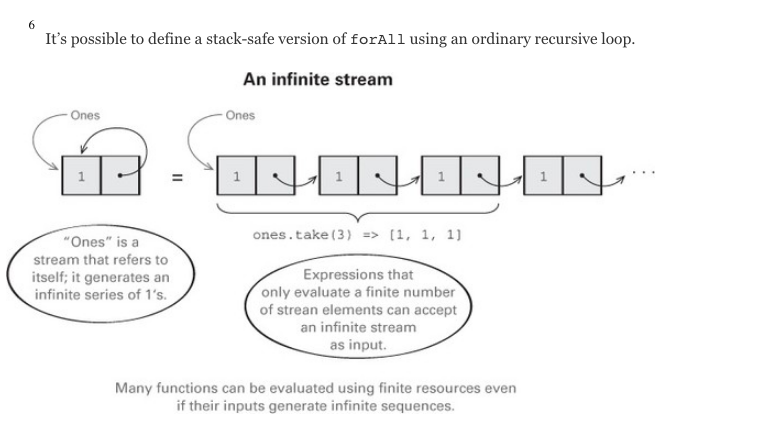 6
It’s possible to define a stack-safe version of forAll using an ordinary recursive loop.
An infinite stream
Ones
Ones
1
=
1
1
1
1
. . .
ones.take(3) => [1, 1, 1]
“Ones” is a
stream that refers to
itself; it generates an
infinite series of 1’s.
Expressions that
only evaluate a finite number
of strean elements can accept
an infinite stream
as input.
Many functions can be evaluated using finite resources even
if their inputs generate infinite sequences.